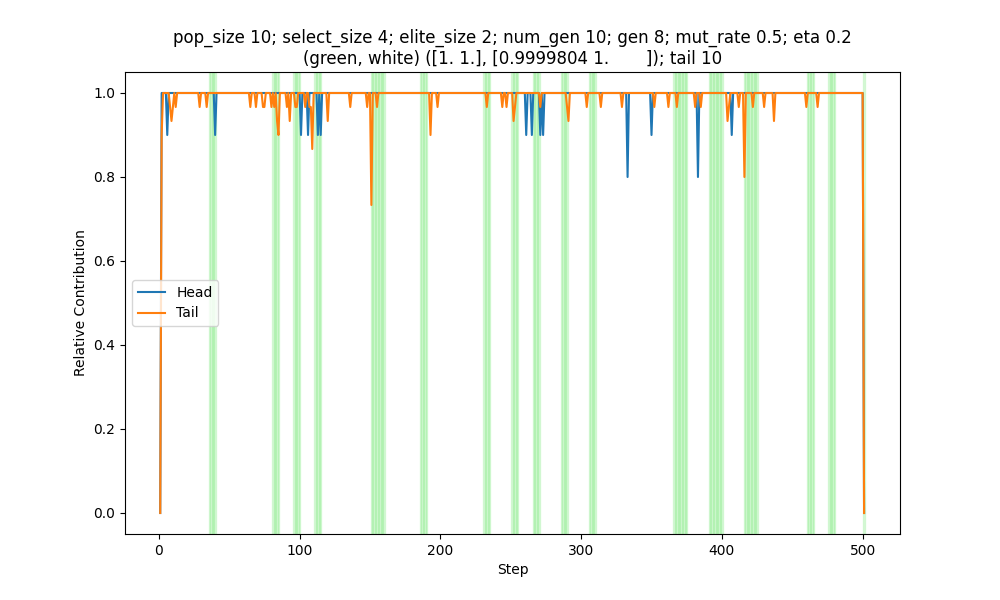 pop_size 10; select_size 4; elite_size 2; num_gen 10; gen 8; mut_rate 0.5; eta 0.2
(green, white) ([1. 1.], [0.9999804 1.        ]); tail 10
1.0
0.8
0.6
0.4
0.2
0.0
Relative Contribution
Head
Tail
0
100
200
300
400
500
Step